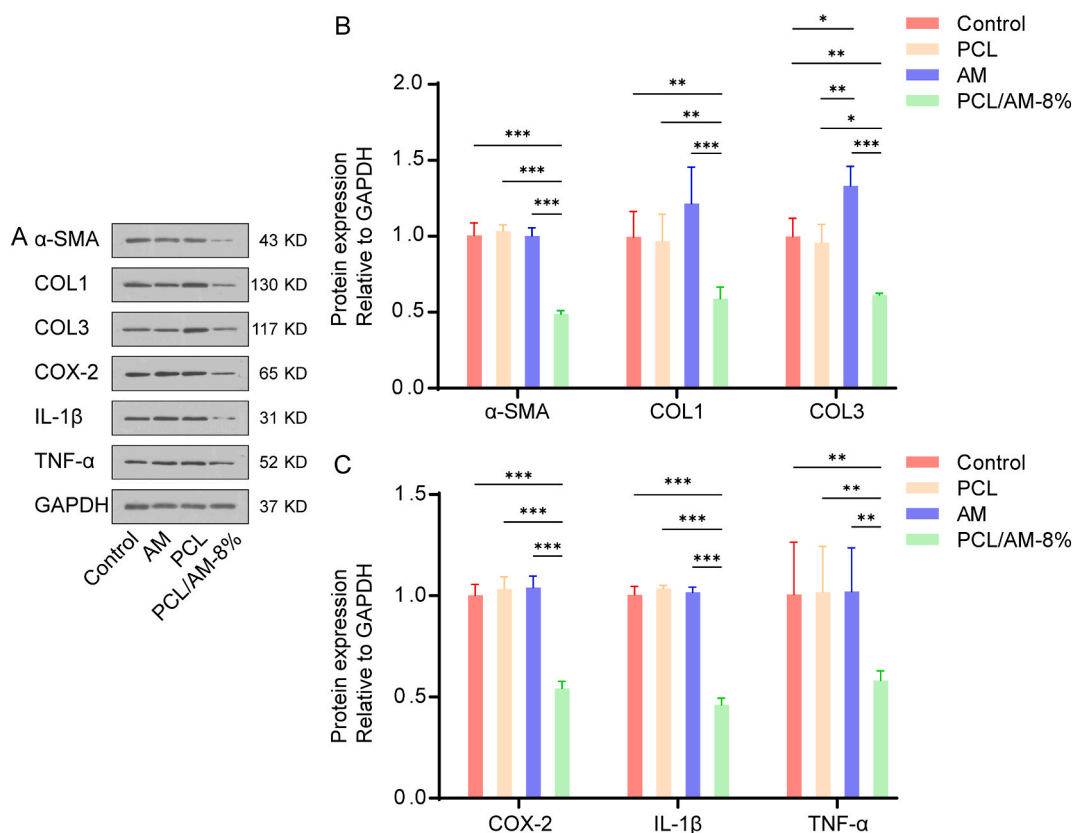 A
α-SMA 43 KD
COL1 130 KD
COL3 117 KD
COX-2 65 KD
IL-1β 31 KD
TNF-α 52 KD
GAPDH 37 KD
Control AM PCL PCL/AM-8%
B
Control
PCL
AM
PCL/AM-8%
Protein expression
Relative to GAPDH
2.0
1.5
1.0
0.5
0.0
*** *** ***
** ** ***
* ** ** * ***
α-SMA COL1 COL3
C
Control
PCL
AM
PCL/AM-8%
Protein expression
Relative to GAPDH
1.5
1.0
0.5
0.0
*** *** ***
*** *** ***
** ** **
COX-2 IL-1β TNF-α